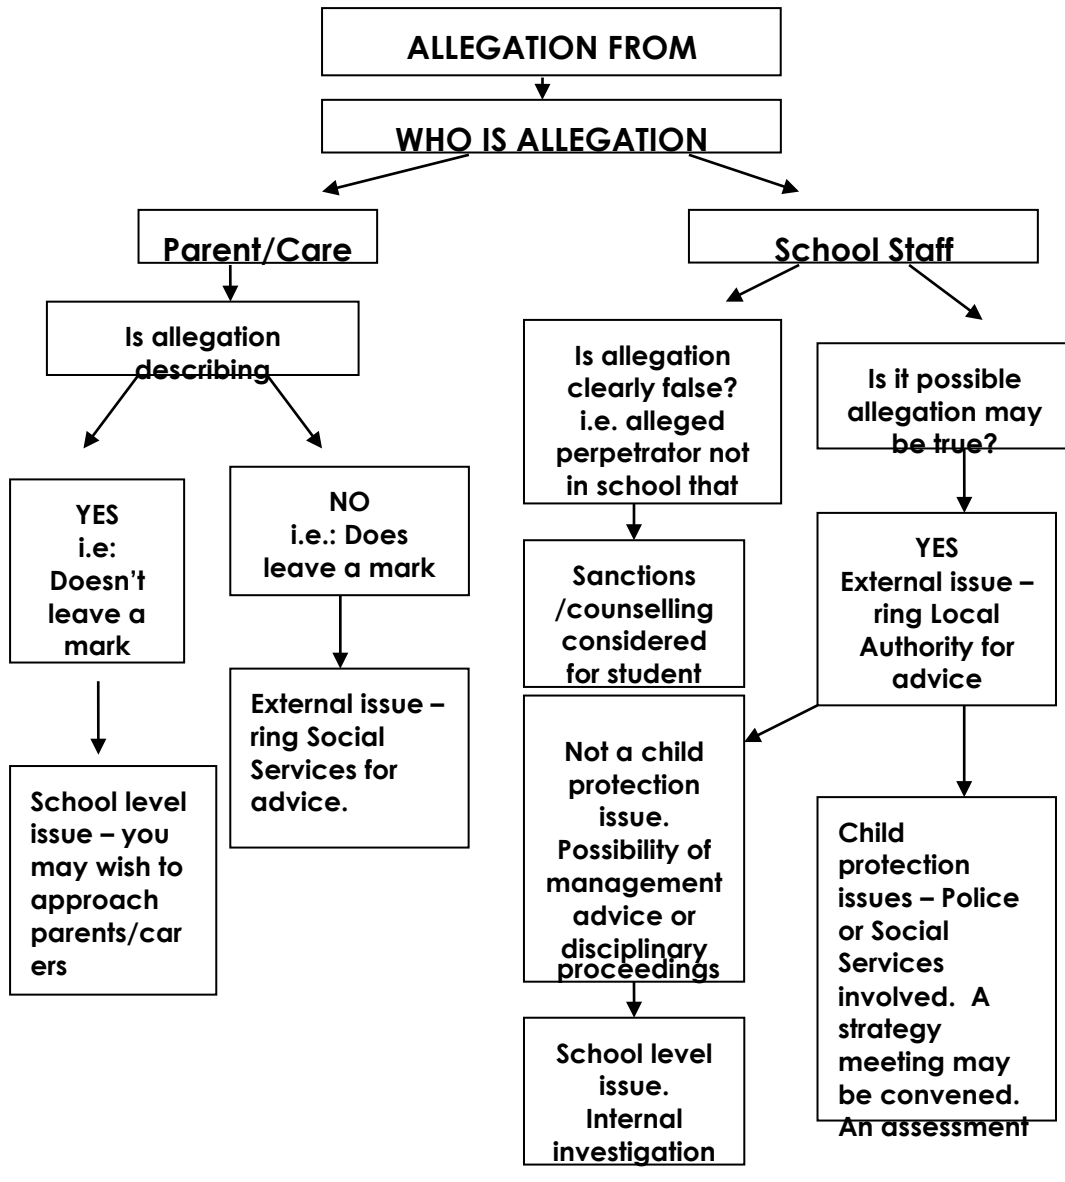 ALLEGATION FROM
WHO IS ALLEGATION
Parent/Care
School Staff
Is allegation
describing
Is allegation
clearly false?
i.e. alleged
perpetrator not
in school that
Is it possible
allegation may
be true?
YES
i.e:
Doesn't
leave a
mark
NO
i.e.: Does
leave a mark
Sanctions
/counselling
considered
for student
YES
External issue –
ring Local
Authority for
advice
External issue –
ring Social
Services for
advice.
School level
issue – you
may wish to
approach
parents/car
ers
Not a child
protection
issue.
Possibility of
management
advice or
disciplinary
proceedings
Child
protection
issues – Police
or Social
Services
involved.  A
strategy
meeting may
be convened.
An assessment
School level
issue.
Internal
investigation